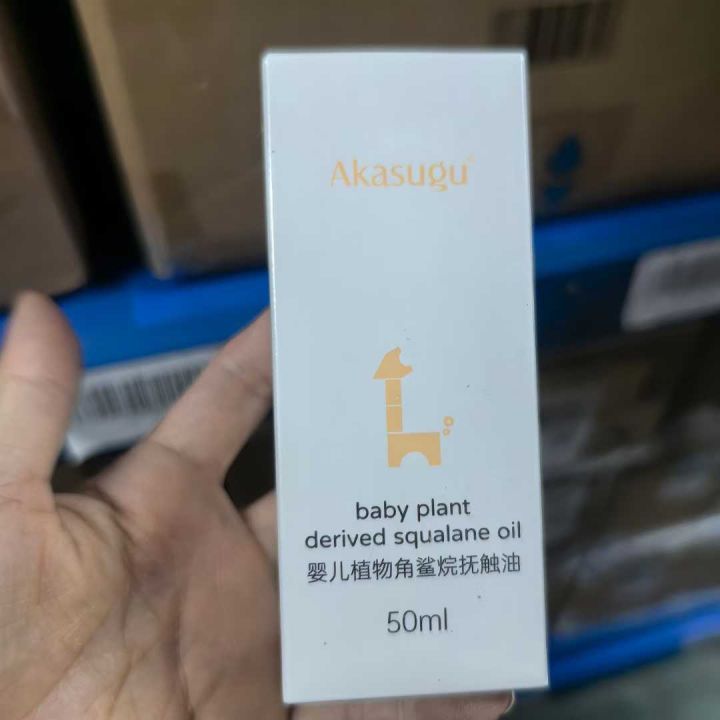 Akasugu®
baby plant
derived squalane oil
婴儿植物角鲨烷抚触油
50ml